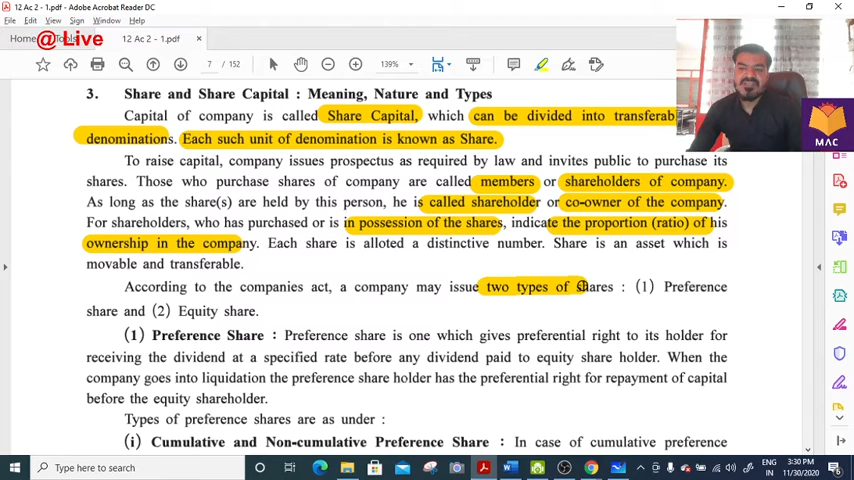 12 Ac 2 - 1.pdf - Adobe Acrobat Reader DC
File Edit View Sign Window Help
Home Tools 12 Ac 2 - 1.pdf ×
@ Live
7 / 152 139%
3. Share and Share Capital : Meaning, Nature and Types
Capital of company is called Share Capital, which can be divided into transferab
denominations. Each such unit of denomination is known as Share.
To raise capital, company issues prospectus as required by law and invites public to purchase its
shares. Those who purchase shares of company are called members or shareholders of company.
As long as the share(s) are held by this person, he is called shareholder or co-owner of the company.
For shareholders, who has purchased or is in possession of the shares, indicate the proportion (ratio) of his
ownership in the company. Each share is alloted a distinctive number. Share is an asset which is
movable and transferable.
According to the companies act, a company may issue two types of shares : (1) Preference
share and (2) Equity share.
(1) Preference Share : Preference share is one which gives preferential right to its holder for
receiving the dividend at a specified rate before any dividend paid to equity share holder. When the
company goes into liquidation the preference share holder has the preferential right for repayment of capital
before the equity shareholder.
Types of preference shares are as under :
(i) Cumulative and Non-cumulative Preference Share : In case of cumulative preference
MAC
Type here to search
ENG
IN
3:30 PM
11/30/2020